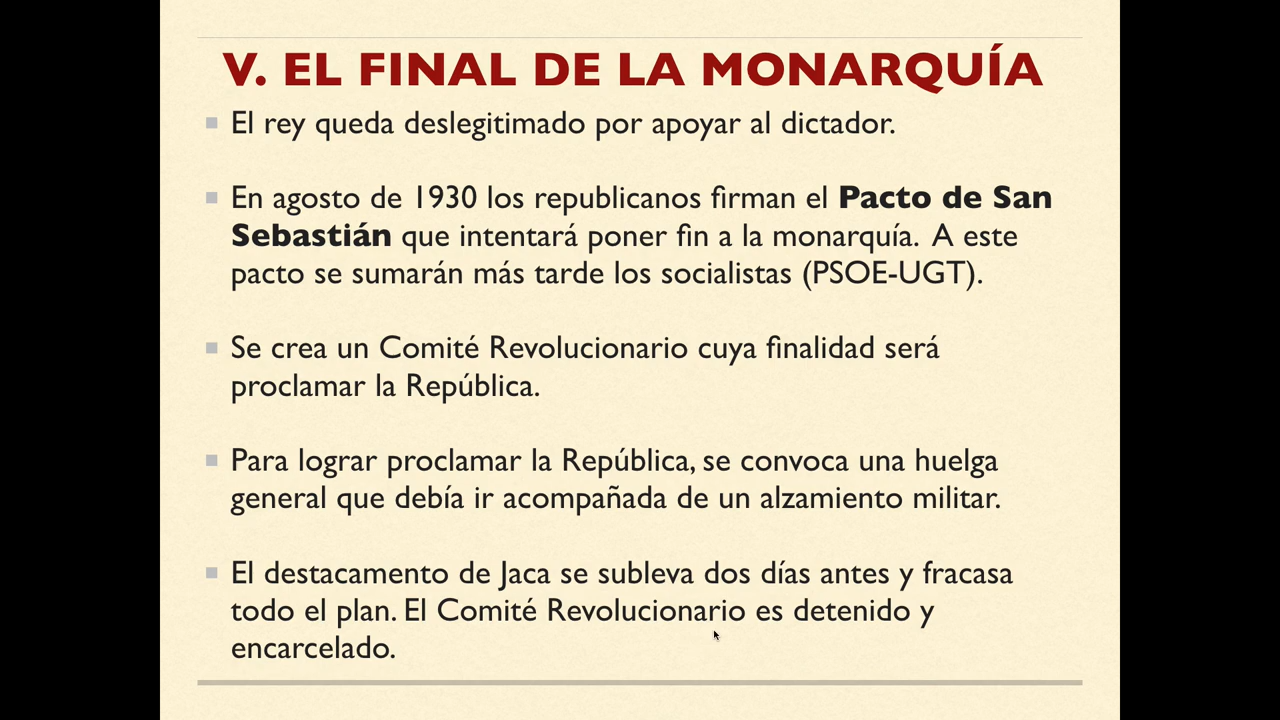 V. EL FINAL DE LA MONARQUÍA
El rey queda deslegitimado por apoyar al dictador.
En agosto de 1930 los republicanos firman el Pacto de San
Sebastián que intentará poner fin a la monarquía. A este
pacto se sumarán más tarde los socialistas (PSOE-UGT).
Se crea un Comité Revolucionario cuya finalidad será
proclamar la República.
Para lograr proclamar la República, se convoca una huelga
general que debía ir acompañada de un alzamiento militar.
El destacamento de Jaca se subleva dos días antes y fracasa
todo el plan. El Comité Revolucionario es detenido y
encarcelado.